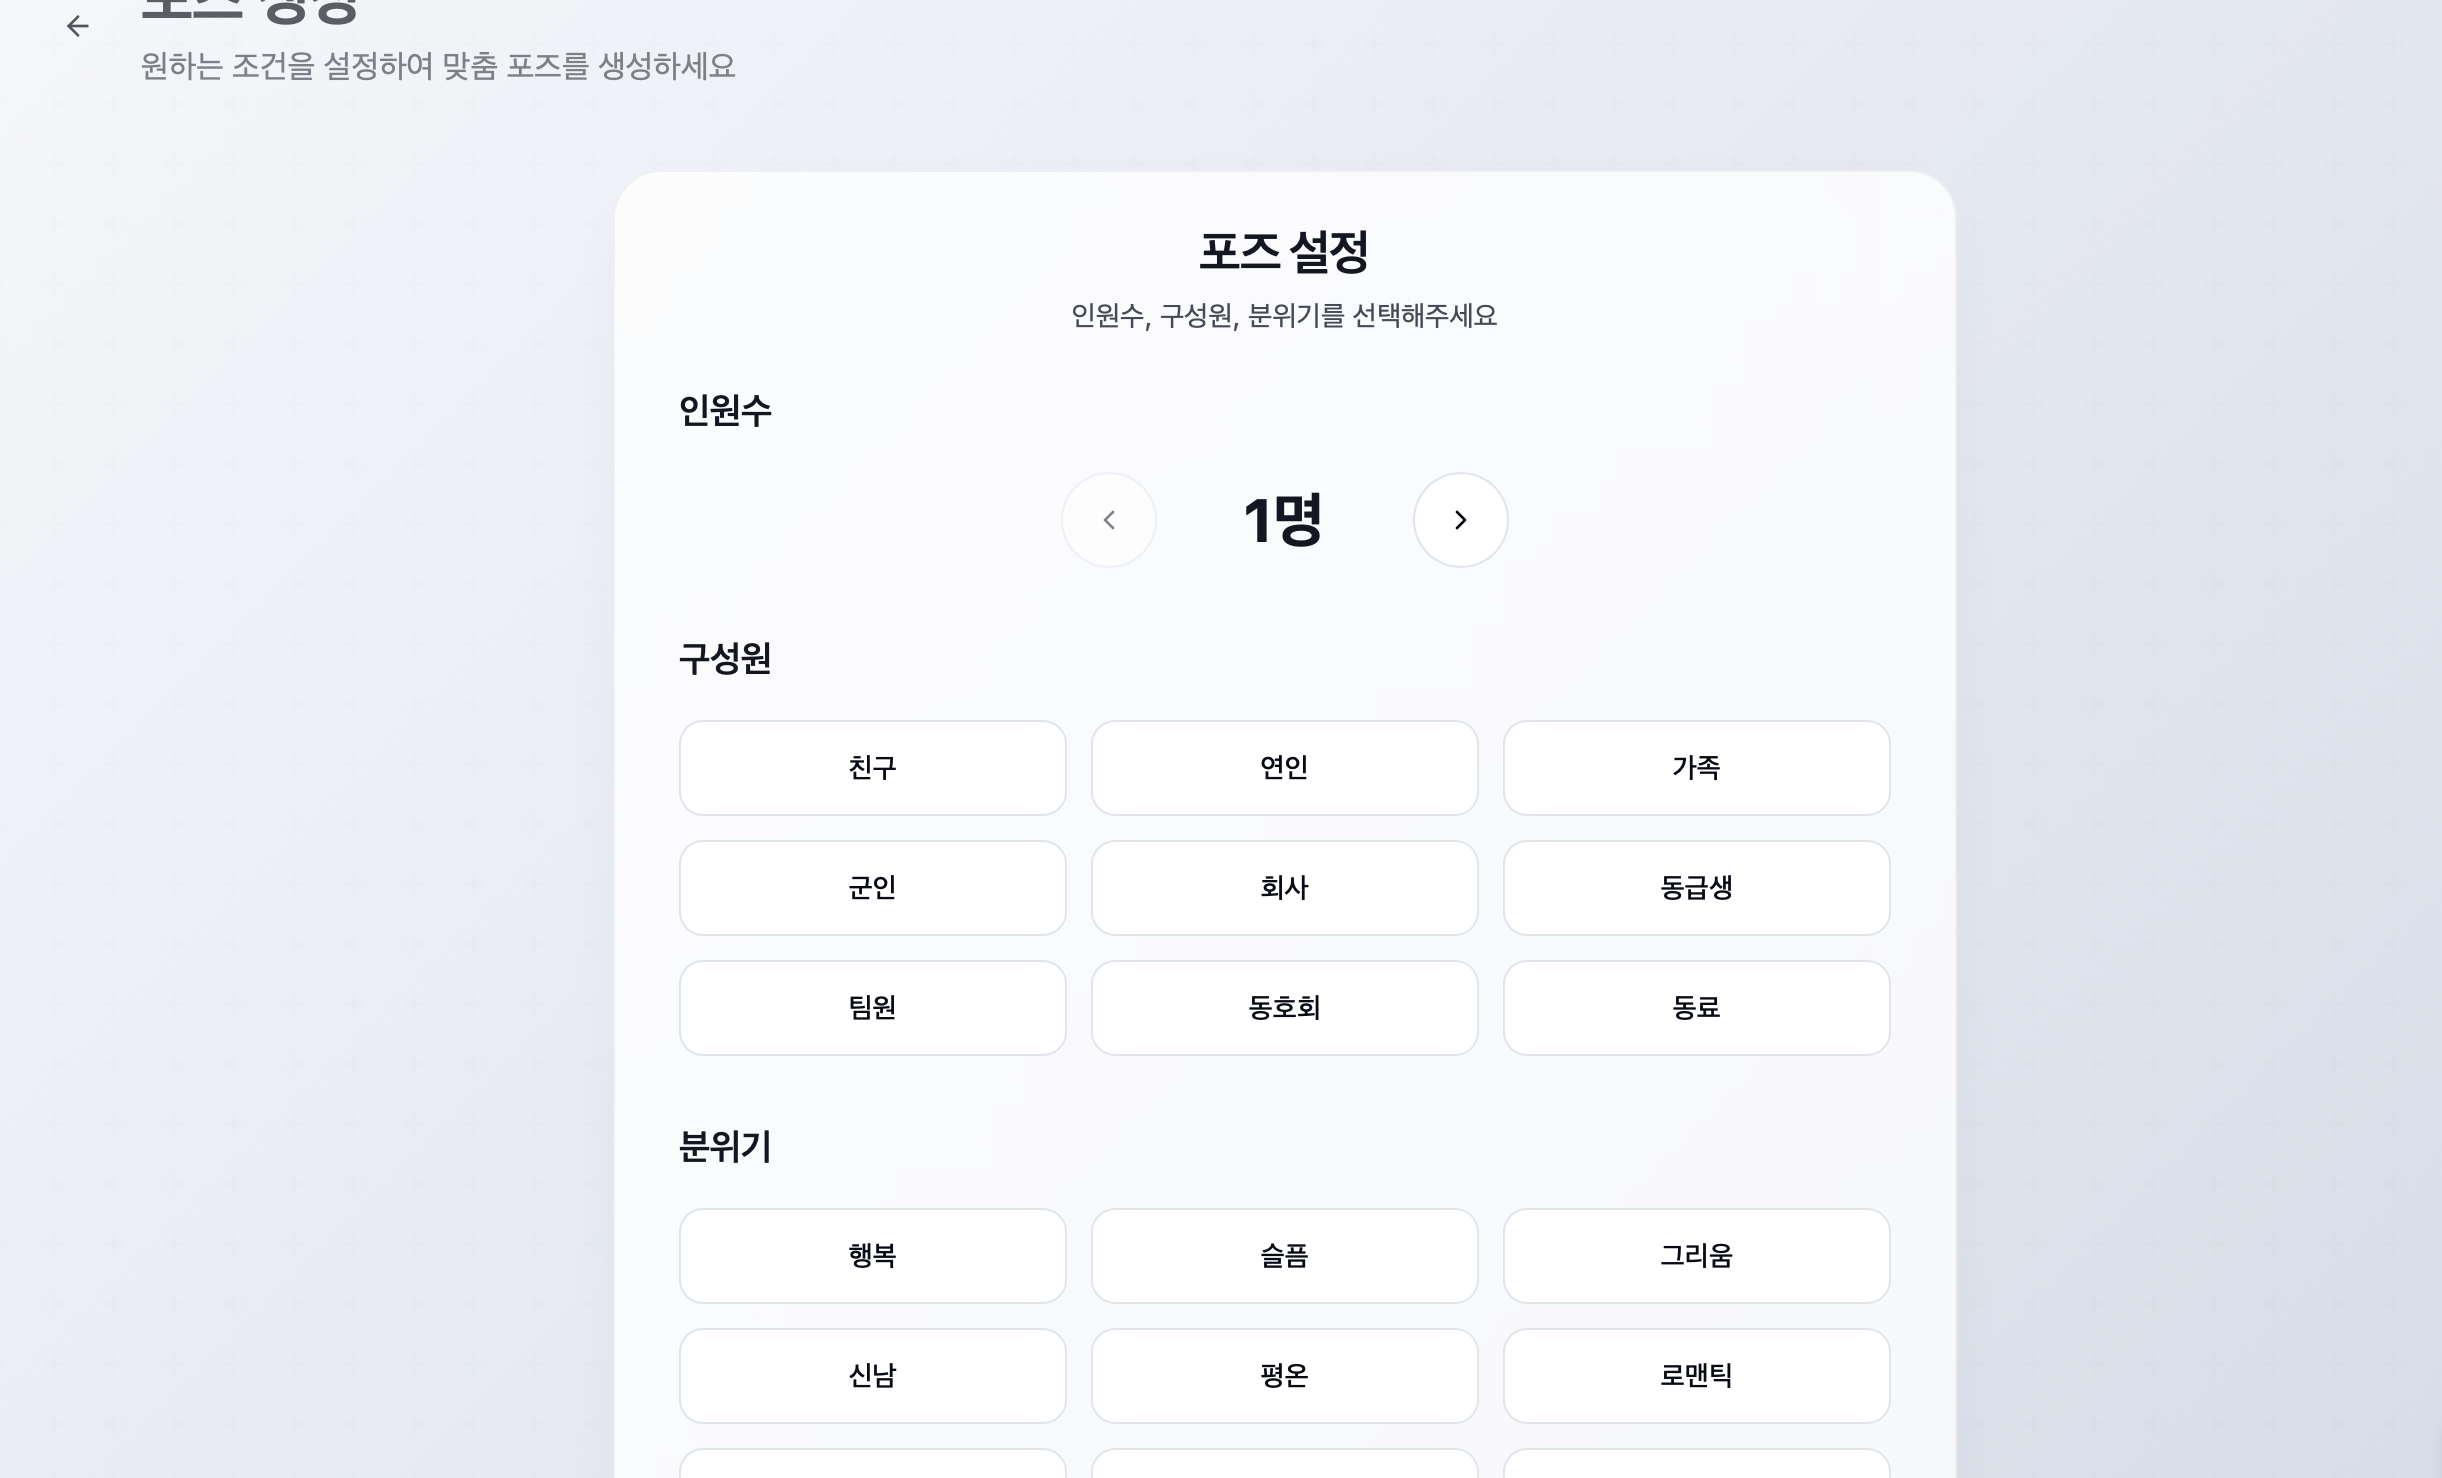 포즈 생성
원하는 조건을 설정하여 맞춤 포즈를 생성하세요
포즈 설정
인원수, 구성원, 분위기를 선택해주세요
인원수
1명
구성원
친구 연인 가족
군인 회사 동급생
팀원 동호회 동료
분위기
행복 슬픔 그리움
신남 평온 로맨틱